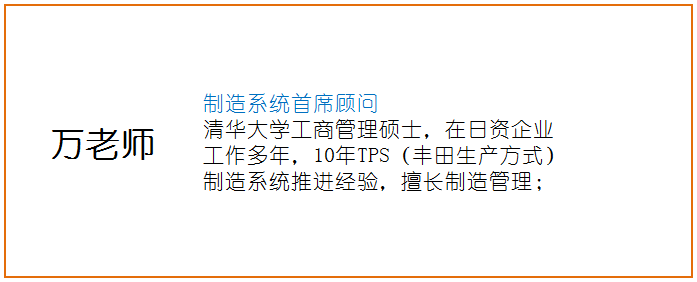 万老师
制造系统首席顾问
清华大学工商管理硕士，在日资企业
工作多年，10年TPS（丰田生产方式）
制造系统推进经验，擅长制造管理；